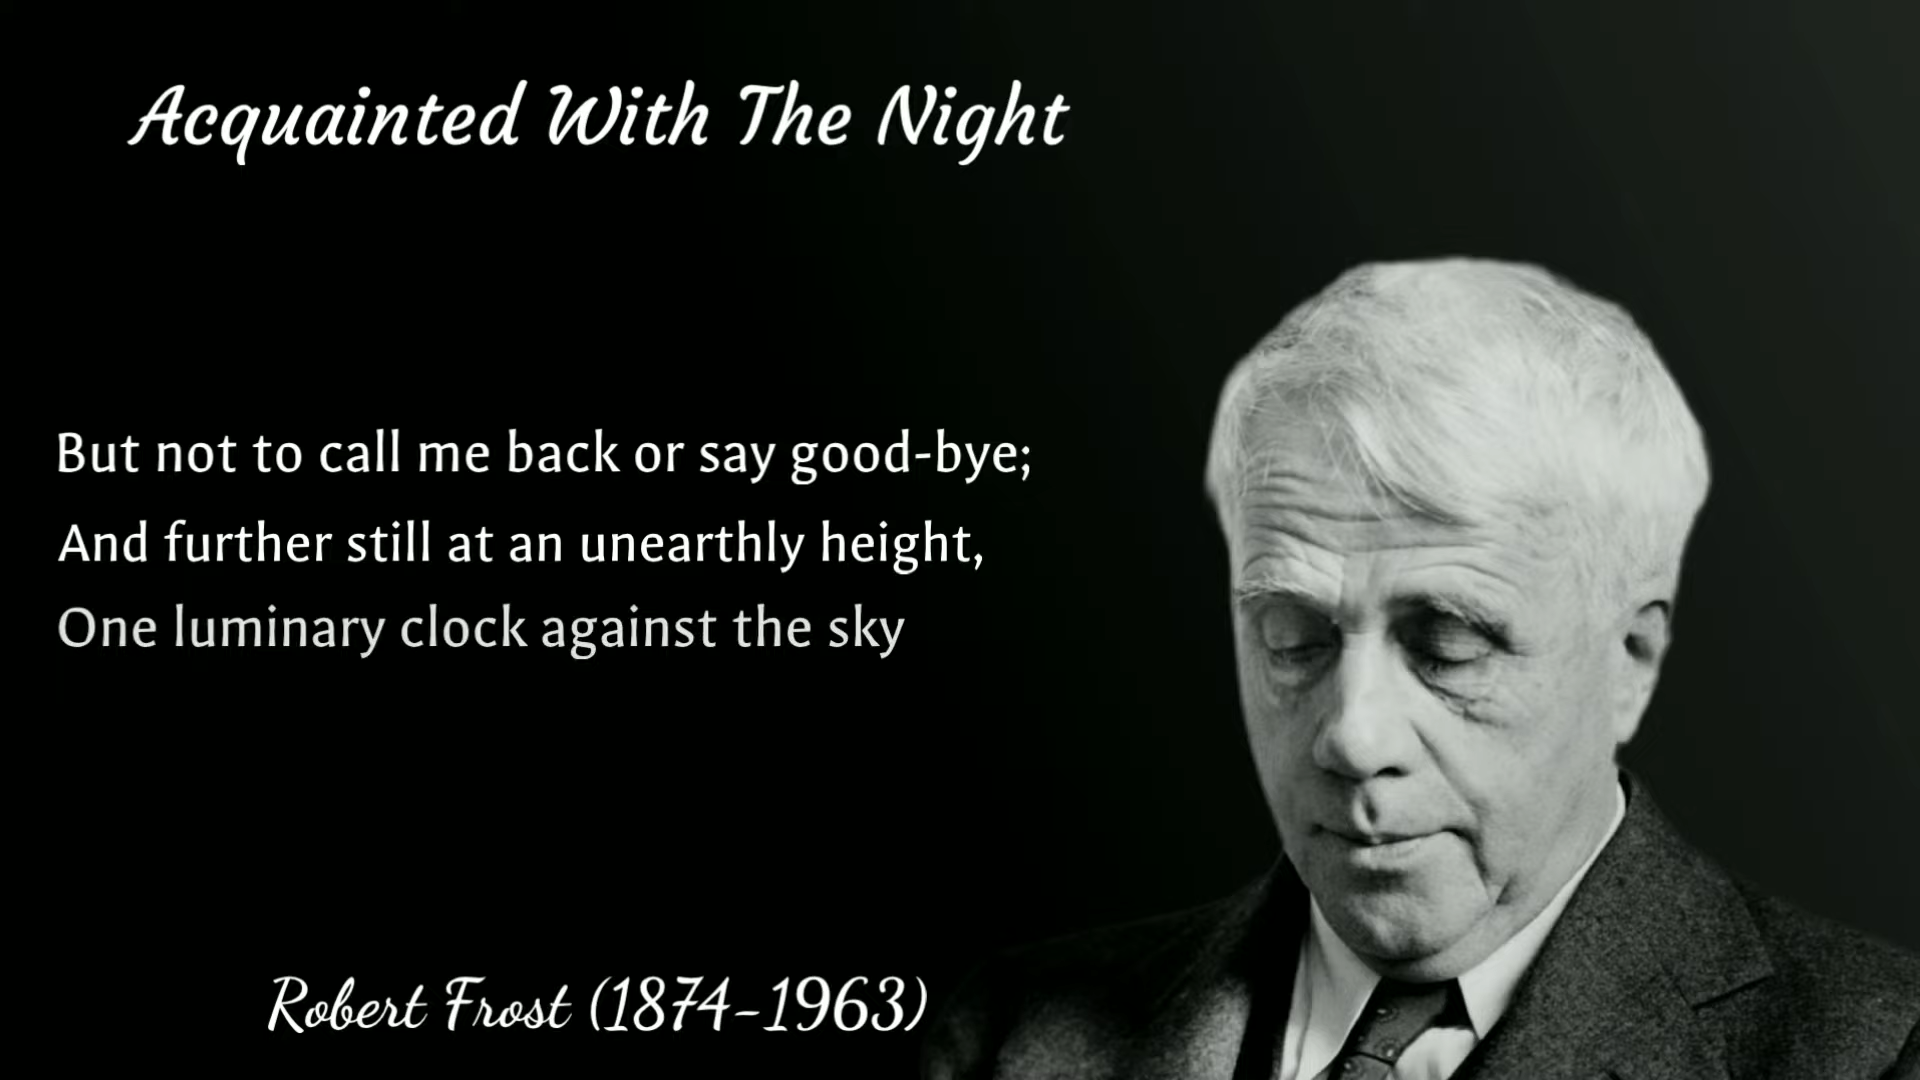 Acquainted With The Night
But not to call me back or say good-bye;
And further still at an unearthly height,
One luminary clock against the sky
Robert Frost (1874-1963)